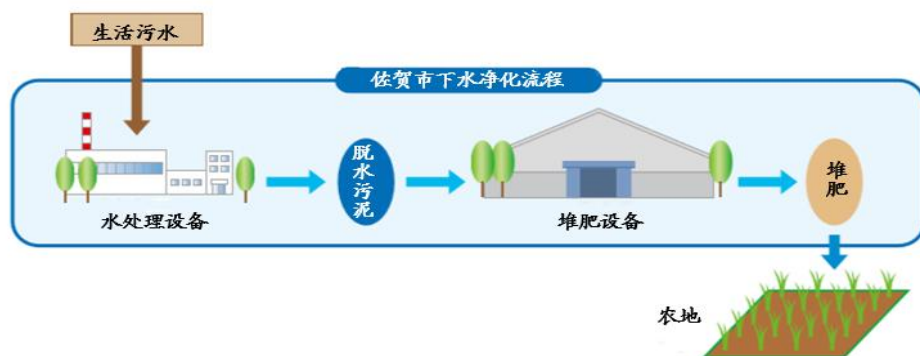 生活污水
佐贺市下水净化流程
水处理设备
脱水污泥
堆肥设备
堆肥
农地